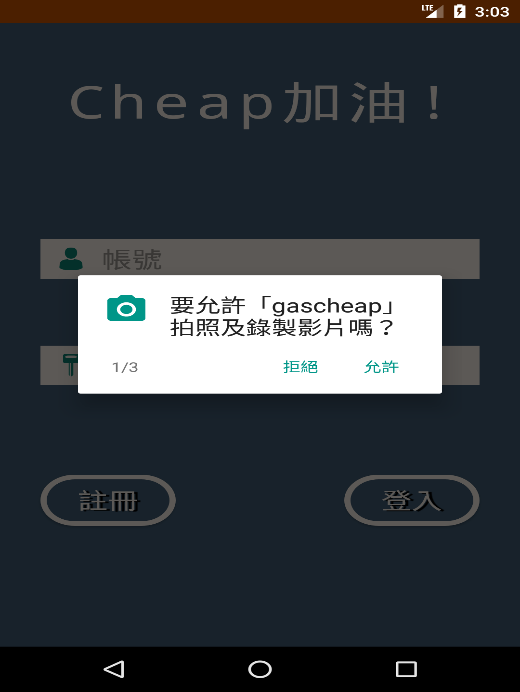 LTE 3:03
Cheap加油！
帳號
要允許「gascheap」
拍照及錄製影片嗎？
1/3 拒絕 允許
註冊 登入